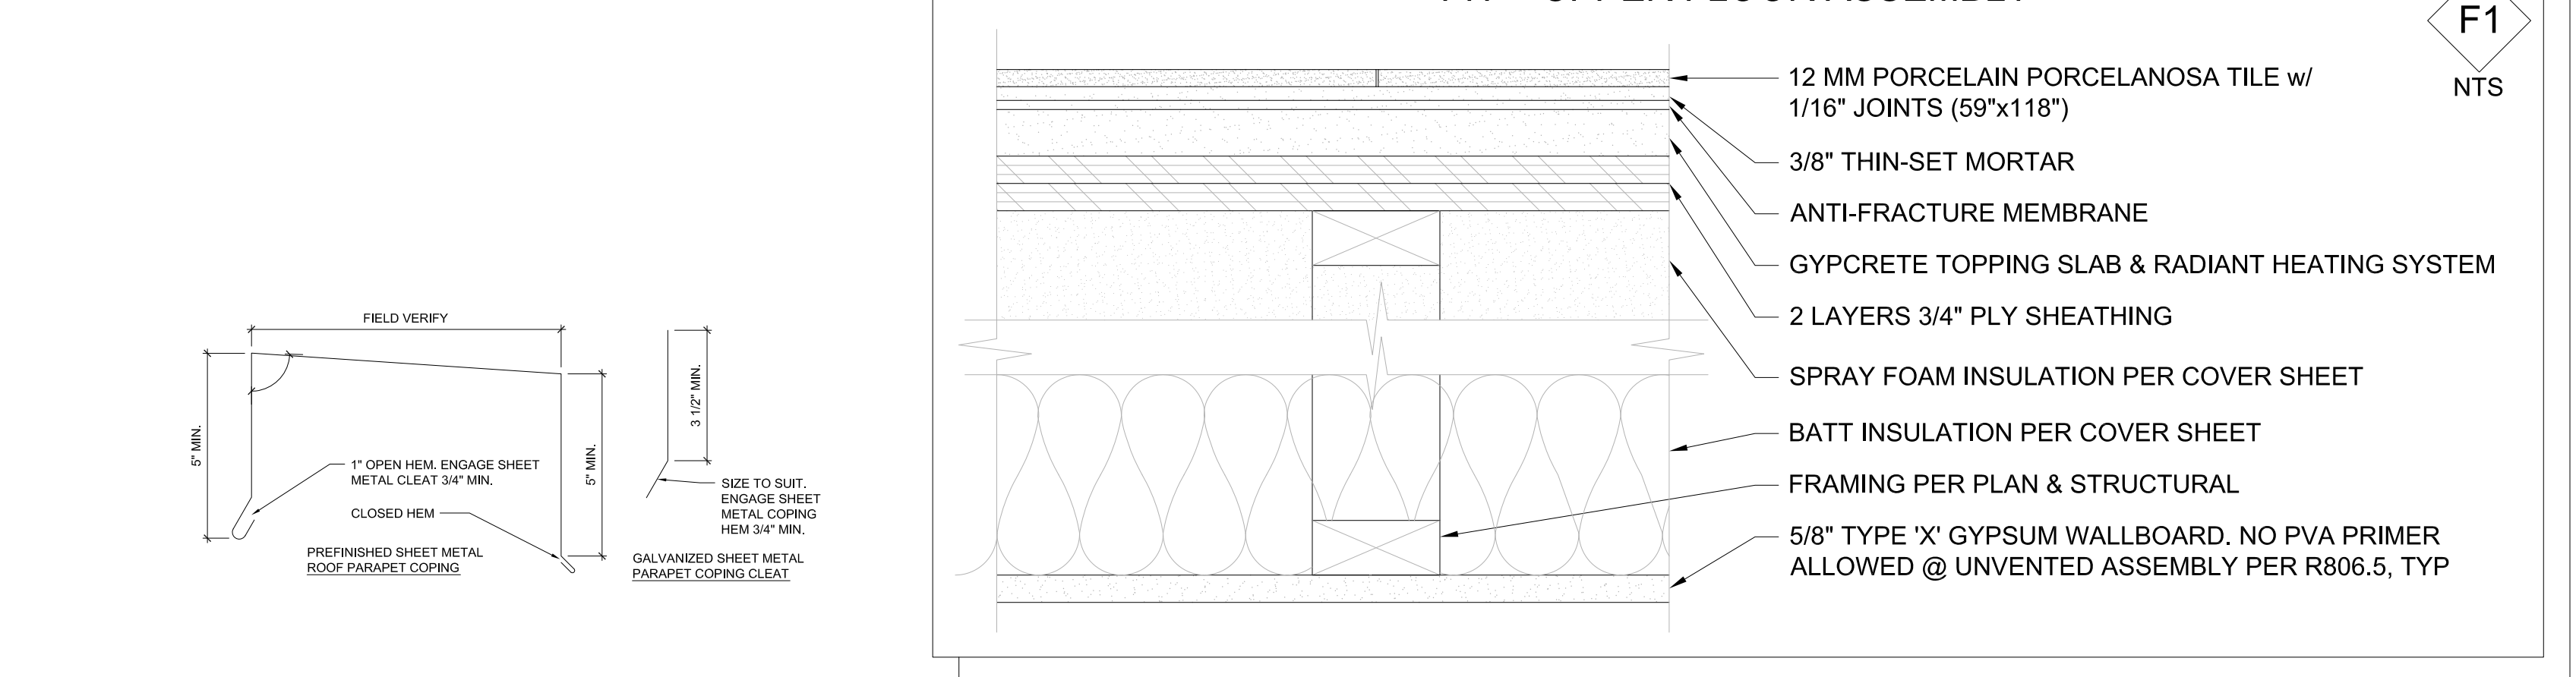 UPPER FLOOR ASSEMBLY
F1
NTS
12 MM PORCELAIN PORCELANOSA TILE w/
1/16" JOINTS (59"x118")
3/8" THIN-SET MORTAR
ANTI-FRACTURE MEMBRANE
GYPCRETE TOPPING SLAB & RADIANT HEATING SYSTEM
2 LAYERS 3/4" PLY SHEATHING
SPRAY FOAM INSULATION PER COVER SHEET
BATT INSULATION PER COVER SHEET
FRAMING PER PLAN & STRUCTURAL
5/8" TYPE 'X' GYPSUM WALLBOARD. NO PVA PRIMER
ALLOWED @ UNVENTED ASSEMBLY PER R806.5, TYP
FIELD VERIFY
5" MIN.
1" OPEN HEM. ENGAGE SHEET
METAL CLEAT 3/4" MIN.
CLOSED HEM
5" MIN.
PREFINISHED SHEET METAL
ROOF PARAPET COPING
3 1/2" MIN.
SIZE TO SUIT.
ENGAGE SHEET
METAL COPING
HEM 3/4" MIN.
GALVANIZED SHEET METAL
PARAPET COPING CLEAT